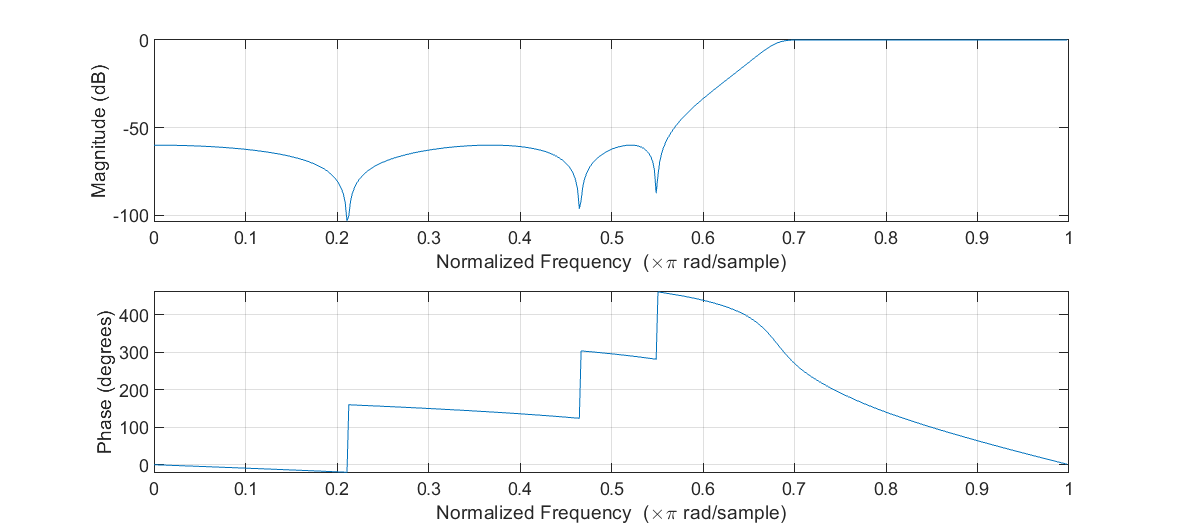 Magnitude (dB)
0
-50
-100
0 0.1 0.2 0.3 0.4 0.5 0.6 0.7 0.8 0.9 1
Normalized Frequency (×π rad/sample)
Phase (degrees)
400
300
200
100
0
0 0.1 0.2 0.3 0.4 0.5 0.6 0.7 0.8 0.9 1
Normalized Frequency (×π rad/sample)